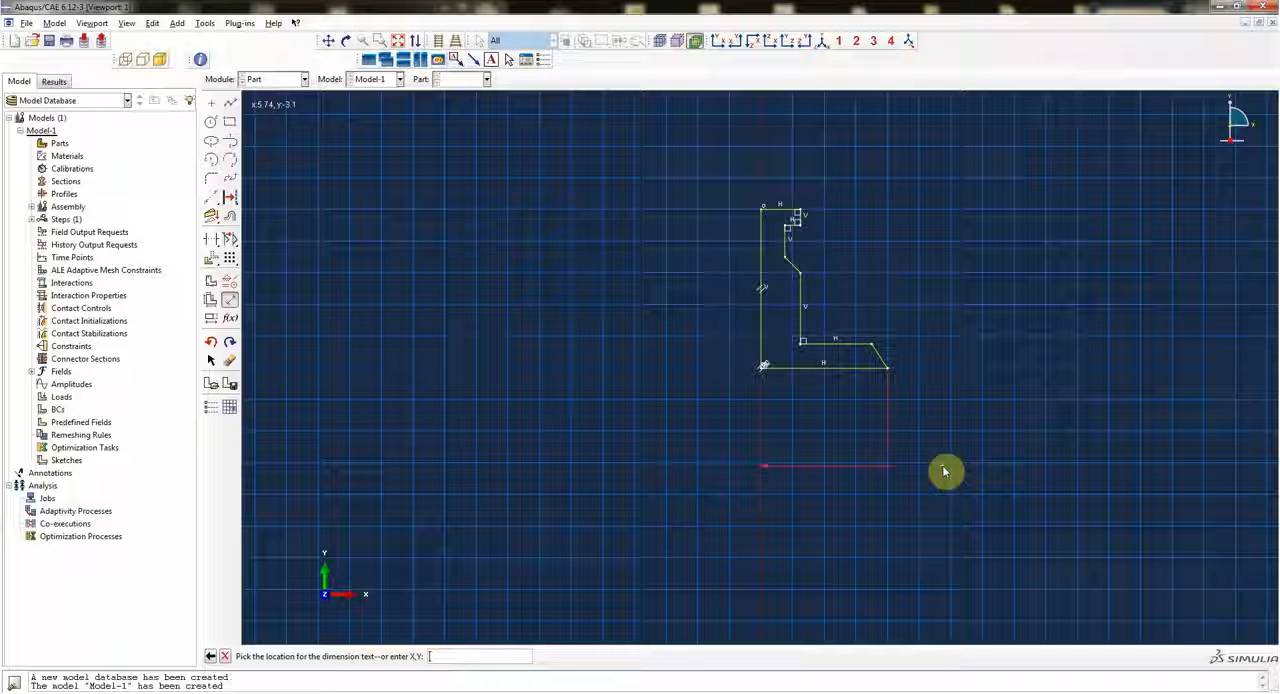 Abaqus/CAE 6.12-3 [Viewport: 1]
File Model Viewport View Edit Add Tools Plug-ins Help
All
1 2 3 4
Module: Part Model: Model-1 Part:
Model Results
Model Database
Models (1)
Model-1
Parts
Materials
Calibrations
Sections
Profiles
Assembly
Steps (1)
Field Output Requests
History Output Requests
Time Points
ALE Adaptive Mesh Constraints
Interactions
Interaction Properties
Contact Controls
Contact Initializations
Contact Stabilizations
Constraints
Connector Sections
Fields
Amplitudes
Loads
BCs
Predefined Fields
Remeshing Rules
Optimization Tasks
Sketches
Annotations
Analysis
Jobs
Adaptivity Processes
Co-executions
Optimization Processes
f(x)
x:5.74, y:-3.1
H
V
H
V
V
H
H
Y
X
Y
Z
X
Pick the location for the dimension text--or enter X,Y:
SIMULIA
A new model database has been created.
The model "Model-1" has been created